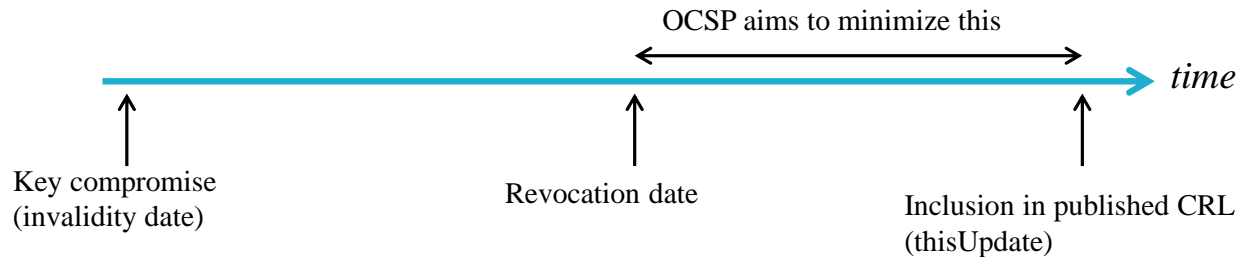 OCSP aims to minimize this
time
Key compromise
(invalidity date)
Revocation date
Inclusion in published CRL
(thisUpdate)